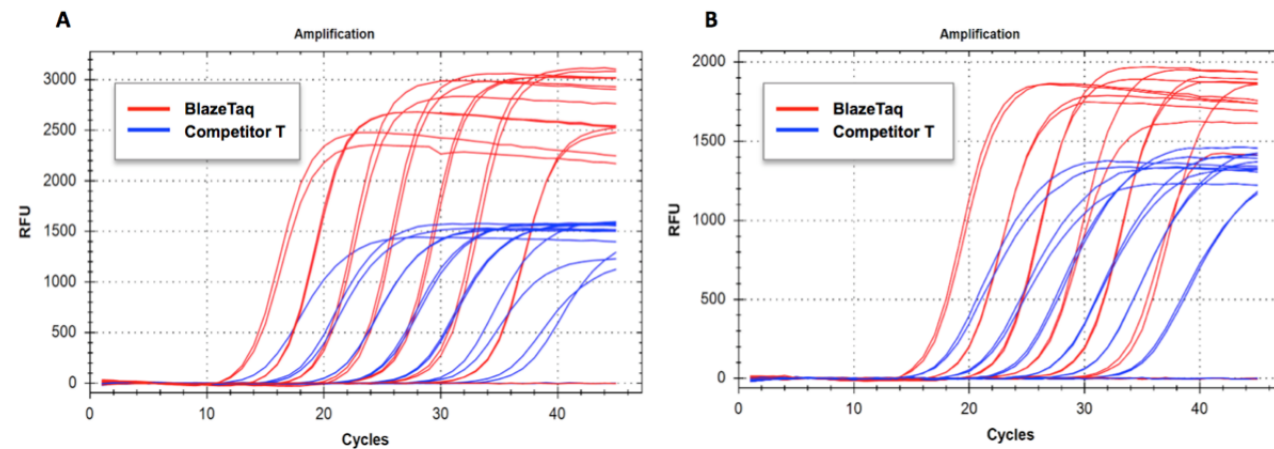 A
Amplification
3000
2500
2000
1500
1000
500
0
RFU
BlazeTaq
Competitor T
0 10 20 30 40
Cycles
B
Amplification
2000
1500
1000
500
0
RFU
BlazeTaq
Competitor T
0 10 20 30 40
Cycles